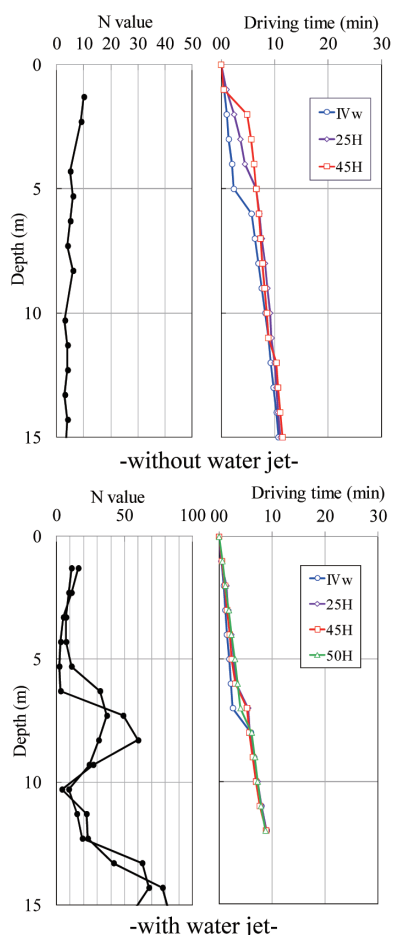 N value
Driving time (min)
0 10 20 30 40 50
00 10 20 30
0
5
10
15
Depth (m)
IVw
25H
45H
-without water jet-
N value
Driving time (min)
0 50 100
00 10 20 30
0
5
10
15
Depth (m)
IVw
25H
45H
50H
-with water jet-